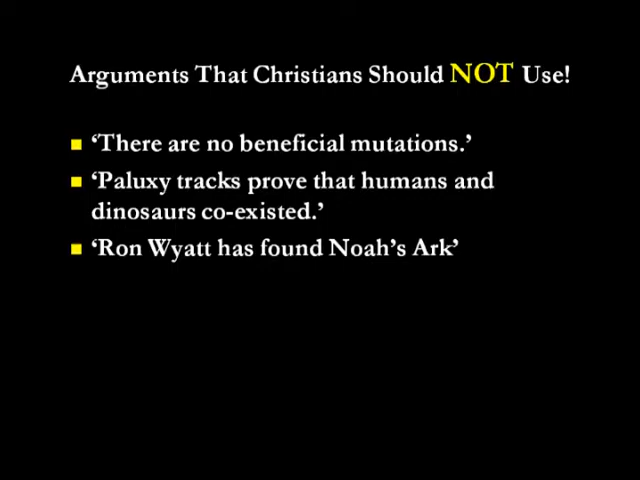 Arguments That Christians Should NOT Use!
‘There are no beneficial mutations.’
‘Paluxy tracks prove that humans and
dinosaurs co-existed.’
‘Ron Wyatt has found Noah’s Ark’